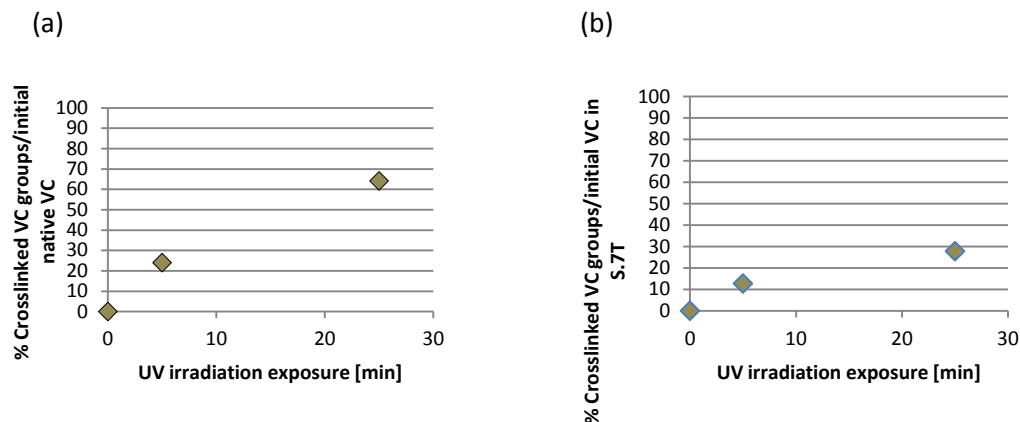 (a)
% Crosslinked VC groups/initial
native VC
100
90
80
70
60
50
40
30
20
10
0
0 10 20 30
UV irradiation exposure [min]
(b)
% Crosslinked VC groups/initial VC in
S.7T
100
90
80
70
60
50
40
30
20
10
0
0 10 20 30
UV irradiation exposure [min]